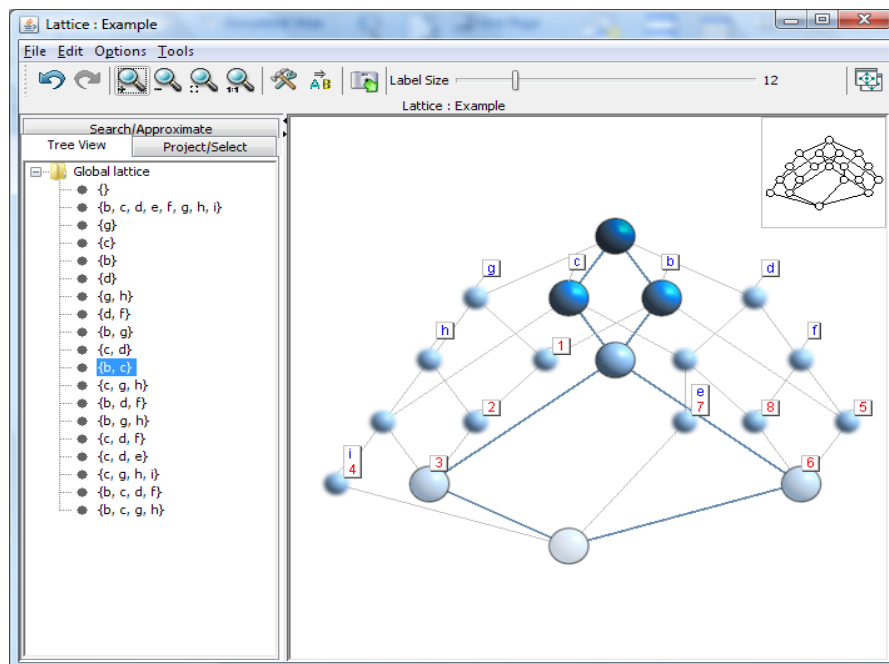 Lattice : Example
File Edit Options Tools
Label Size 12
Lattice : Example
Search/Approximate
Tree View Project/Select
Global lattice
{}
{b, c, d, e, f, g, h, i}
{g}
{c}
{b}
{d}
{g, h}
{d, f}
{b, g}
{c, d}
{b, c}
{c, g, h}
{b, d, f}
{b, g, h}
{c, d, f}
{c, d, e}
{c, g, h, i}
{b, c, d, f}
{b, c, g, h}
g c b d
h 1 f
e
2 7 8 5
i
4 3 6